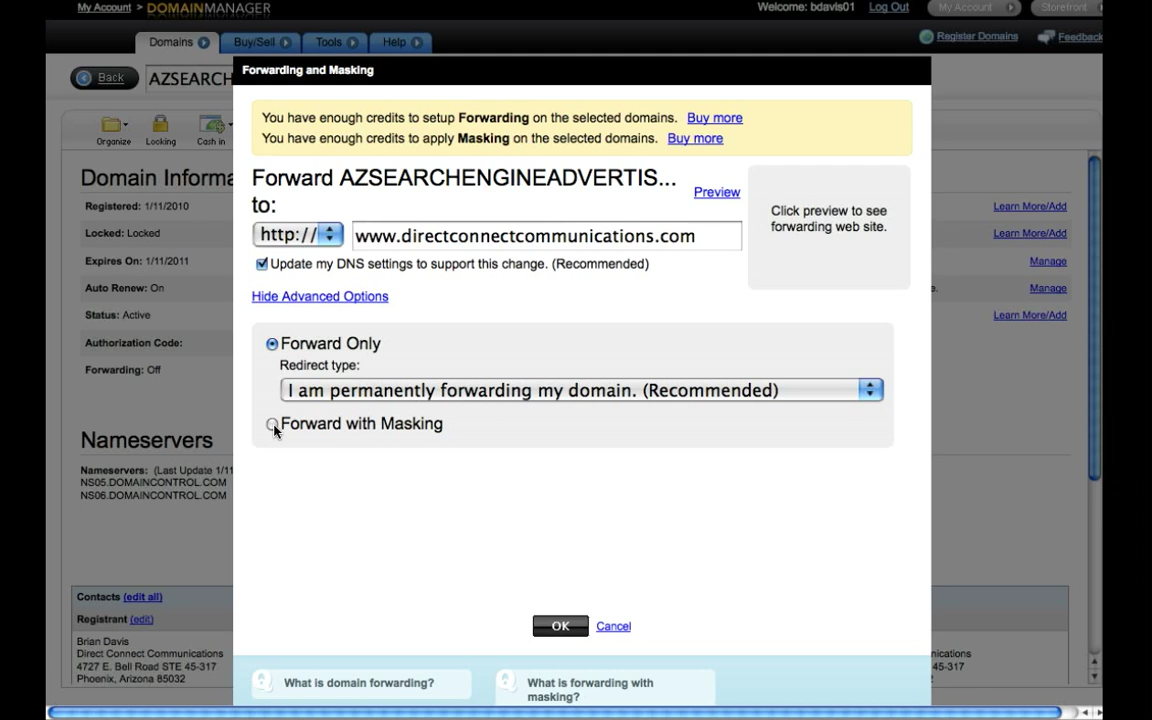 My Account > DOMAINMANAGER
Welcome: bdavis01 Log Out My Account Storefront
Domains Buy/Sell Tools Help
Register Domains Feedback
Back AZSEARCH
Forwarding and Masking
Organize Locking Cash in
You have enough credits to setup Forwarding on the selected domains. Buy more
You have enough credits to apply Masking on the selected domains. Buy more
Domain Informa
Forward AZSEARCHENGINEADVERTIS...
to:
Preview
Click preview to see
forwarding web site.
http:// www.directconnectcommunications.com
Update my DNS settings to support this change. (Recommended)
Hide Advanced Options
Registered: 1/11/2010
Learn More/Add
Locked: Locked
Learn More/Add
Expires On: 1/11/2011
Manage
Auto Renew: On
e.
Manage
Status: Active
Learn More/Add
Authorization Code:
Forwarding: Off
Forward Only
Redirect type:
I am permanently forwarding my domain. (Recommended)
Forward with Masking
Nameservers
Nameservers: (Last Update 1/11
NS05.DOMAINCONTROL.COM
NS06.DOMAINCONTROL.COM
OK Cancel
Contacts (edit all)
Registrant (edit)
Brian Davis
Direct Connect Communications
4727 E. Bell Road STE 45-317
Phoenix, Arizona 85032
nications
45-317
What is domain forwarding?
What is forwarding with
masking?